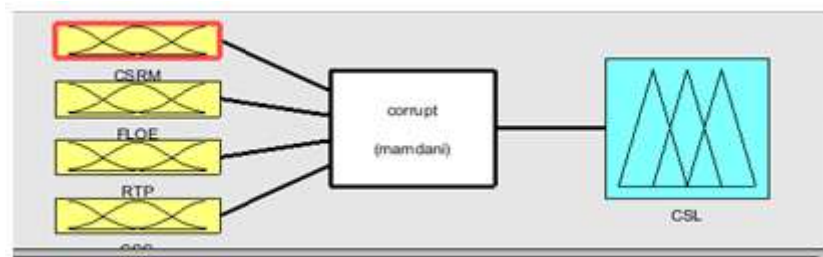 CSRM
FLOE
RTP
corrupt
(mamdani)
CSL